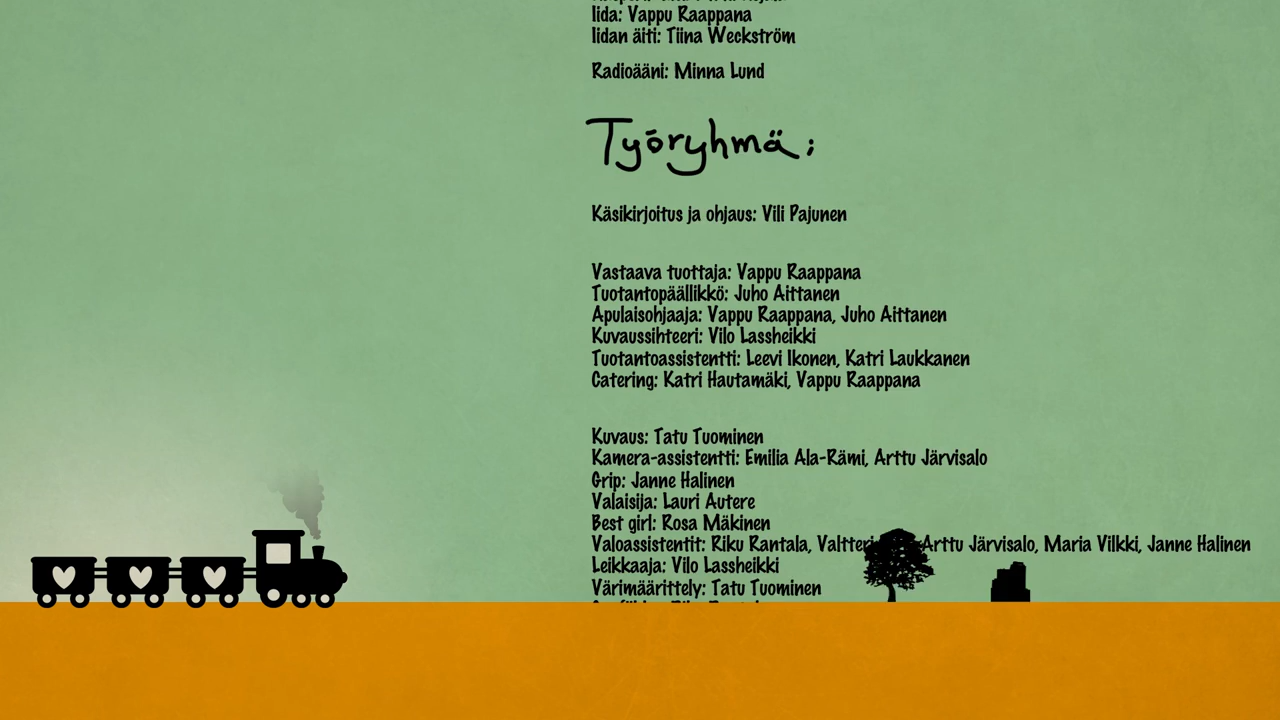 Iida: Vappu Raappana
Iidan äiti: Tiina Weckström
Radioääni: Minna Lund
Työryhmä:
Käsikirjoitus ja ohjaus: Vili Pajunen
Vastaava tuottaja: Vappu Raappana
Tuotantopäällikkö: Juho Aittanen
Apulaisohjaaja: Vappu Raappana, Juho Aittanen
Kuvaussihteeri: Vilo Lassheikki
Tuotantoassistentti: Leevi Ikonen, Katri Laukkanen
Catering: Katri Hautamäki, Vappu Raappana
Kuvaus: Tatu Tuominen
Kamera-assistentti: Emilia Ala-Rämi, Arttu Järvisalo
Grip: Janne Halinen
Valaisija: Lauri Autere
Best girl: Rosa Mäkinen
Valoassistentit: Riku Rantala, Valtteri Arttu Järvisalo, Maria Vilkki, Janne Halinen
Leikkaaja: Vilo Lassheikki
Värimäärittely: Tatu Tuominen